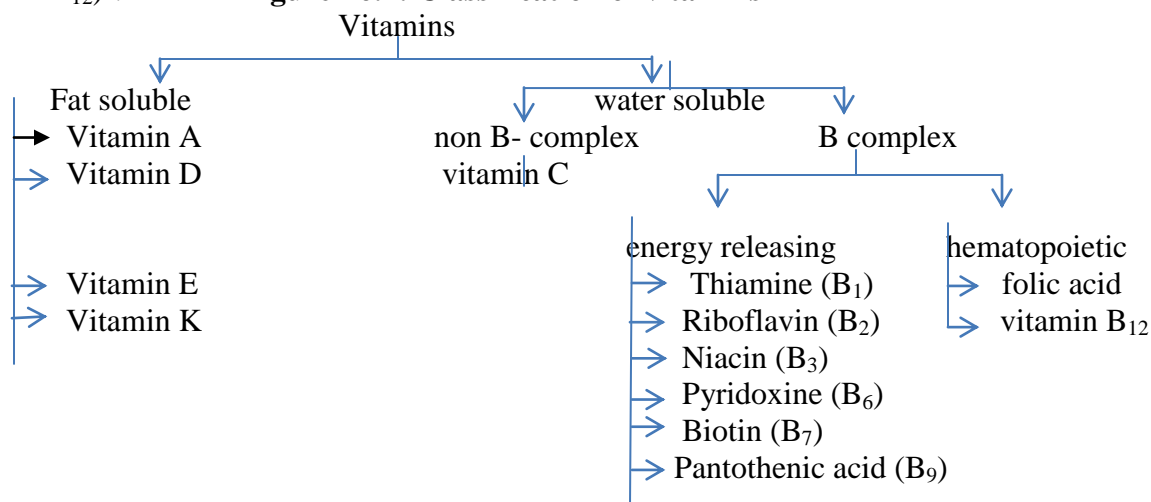 Vitamins
Fat soluble water soluble
Vitamin A non B- complex B complex
Vitamin D vitamin C
energy releasing hematopoietic
Vitamin E Thiamine (B₁) folic acid
Vitamin K Riboflavin (B₂) vitamin B₁₂
Niacin (B₃)
Pyridoxine (B₆)
Biotin (B₇)
Pantothenic acid (B₉)